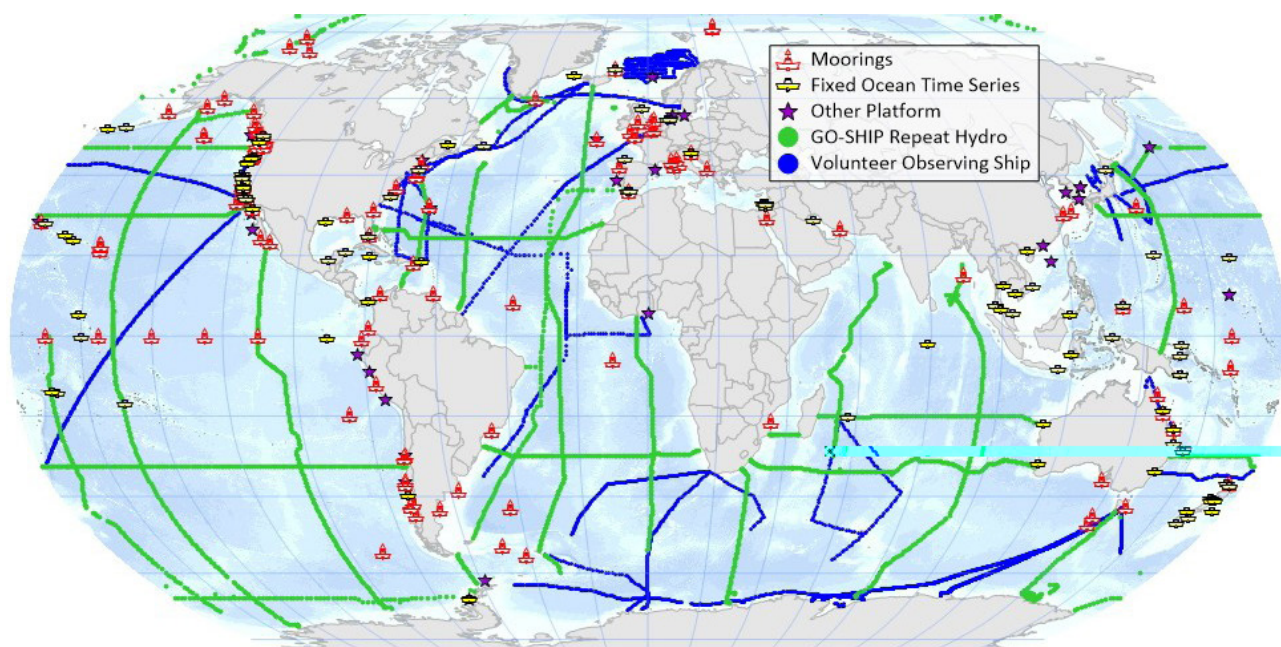 Moorings
Fixed Ocean Time Series
Other Platform
GO-SHIP Repeat Hydro
Volunteer Observing Ship